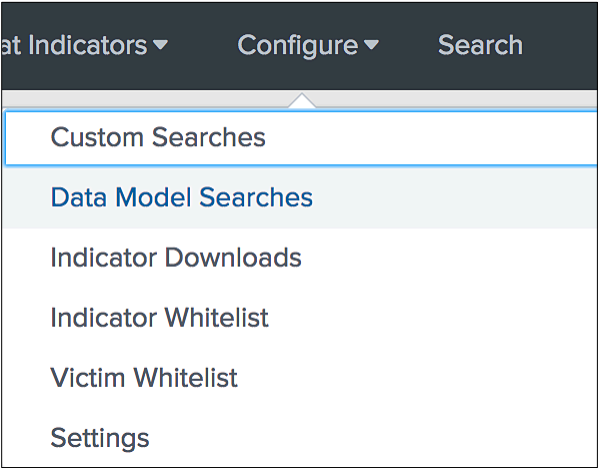 at Indicators Configure Search
Custom Searches
Data Model Searches
Indicator Downloads
Indicator Whitelist
Victim Whitelist
Settings